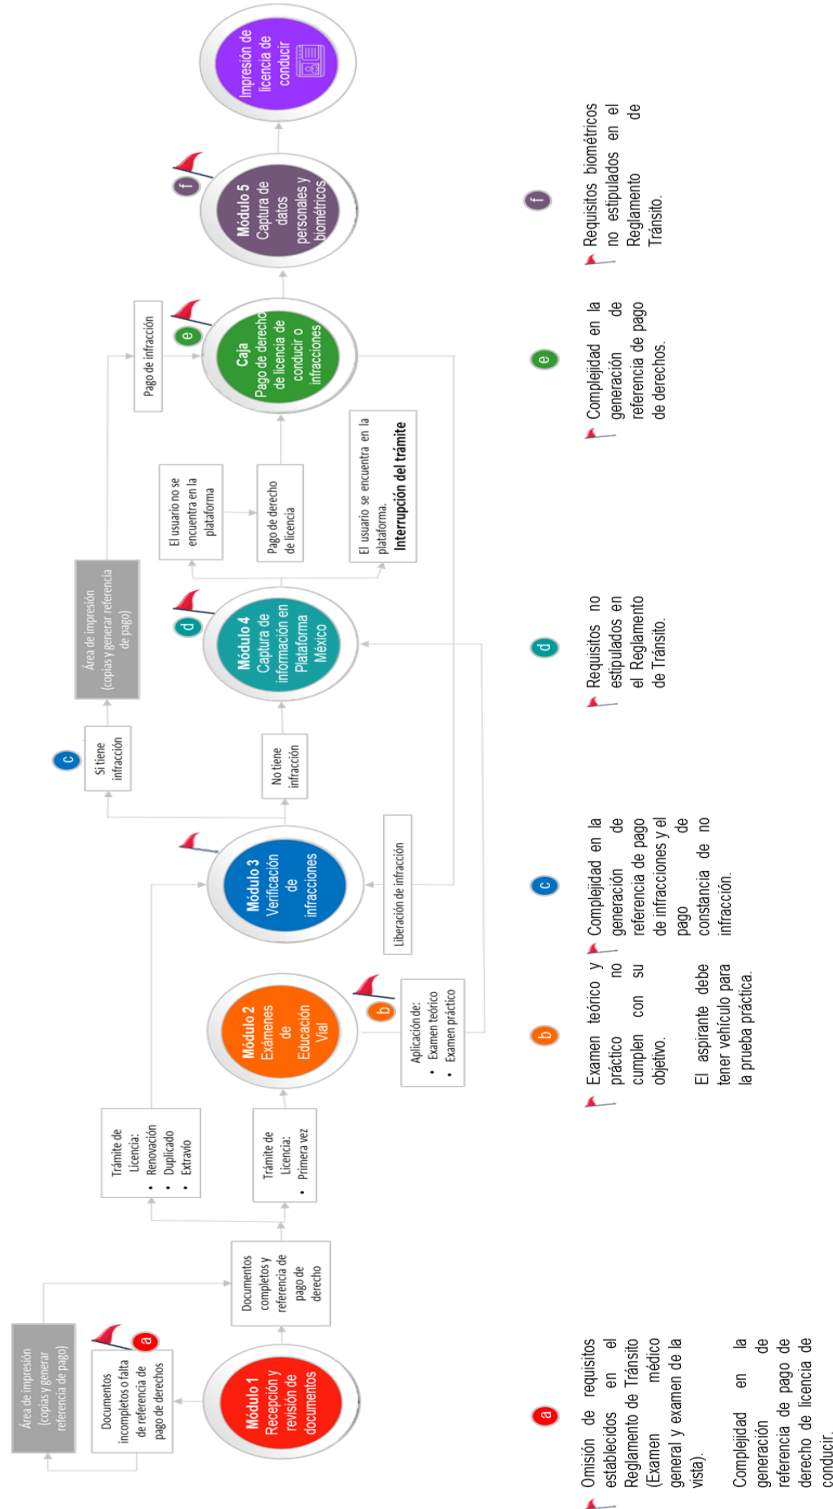 Área de impresión
(copias y generar
referencia de pago)
Documentos
incompletos o falta
de referencia de
pago de derechos
a
Módulo 1
Recepción y
revisión de
documentos
Documentos
completos y
referencia de
pago de
derecho
Trámite de
Licencia:
• Renovación
• Duplicado
• Extravío
Trámite de
Licencia:
• Primera vez
Módulo 2
Exámenes
de
Educación
Vial
b
Aplicación de:
• Examen teórico
• Examen práctico
Módulo 3
Verificación
de
infracciones
Liberación de infracción
c
Si tiene
infracción
No tiene
infracción
Área de impresión
(copias y generar referencia
de pago)
d
Módulo 4
Captura de
información en
Plataforma
México
El usuario no se
encuentra en la
plataforma
Pago de derecho
de licencia
El usuario se encuentra en la
plataforma.
Interrupción del trámite
Pago de infracción
e
Caja
Pago de derecho
de licencia de
conducir o
infracciones
f
Módulo 5
Captura de
datos
personales y
biométricos
Impresión de
licencia de
conducir
a
Omisión de requisitos
establecidos en el
Reglamento de Tránsito
(Examen médico
general y examen de la
vista).
Complejidad en la
generación de
referencia de pago de
derecho de licencia de
conducir.
b
Examen teórico y
práctico no
cumplen con su
objetivo.
El aspirante debe
tener vehículo para
la prueba práctica.
c
Complejidad en la
generación de
referencia de pago
de infracciones y el
pago de
constancia de no
infracción.
d
Requisitos no
estipulados en
el Reglamento
de Tránsito.
e
Complejidad en la
generación de
referencia de pago
de derechos.
f
Requisitos biométricos
no estipulados en el
Reglamento de
Tránsito.